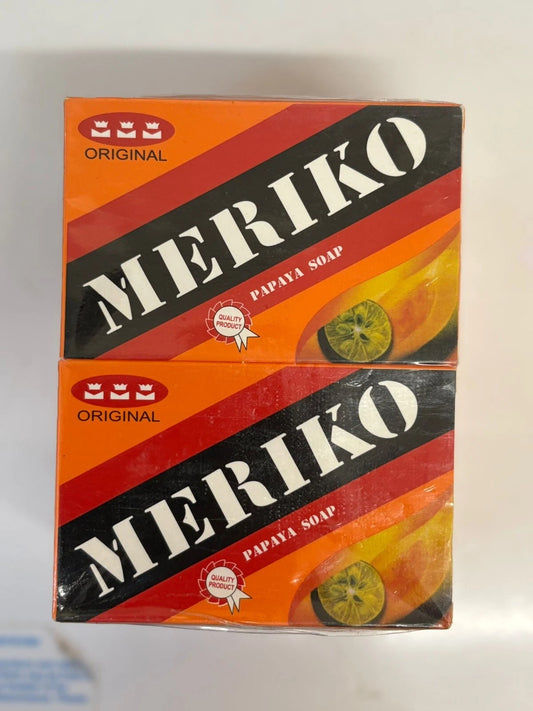 ORIGINAL
MERIKO
PAPAYA SOAP
QUALITY
PRODUCT
ORIGINAL
MERIKO
PAPAYA SOAP
QUALITY
PRODUCT